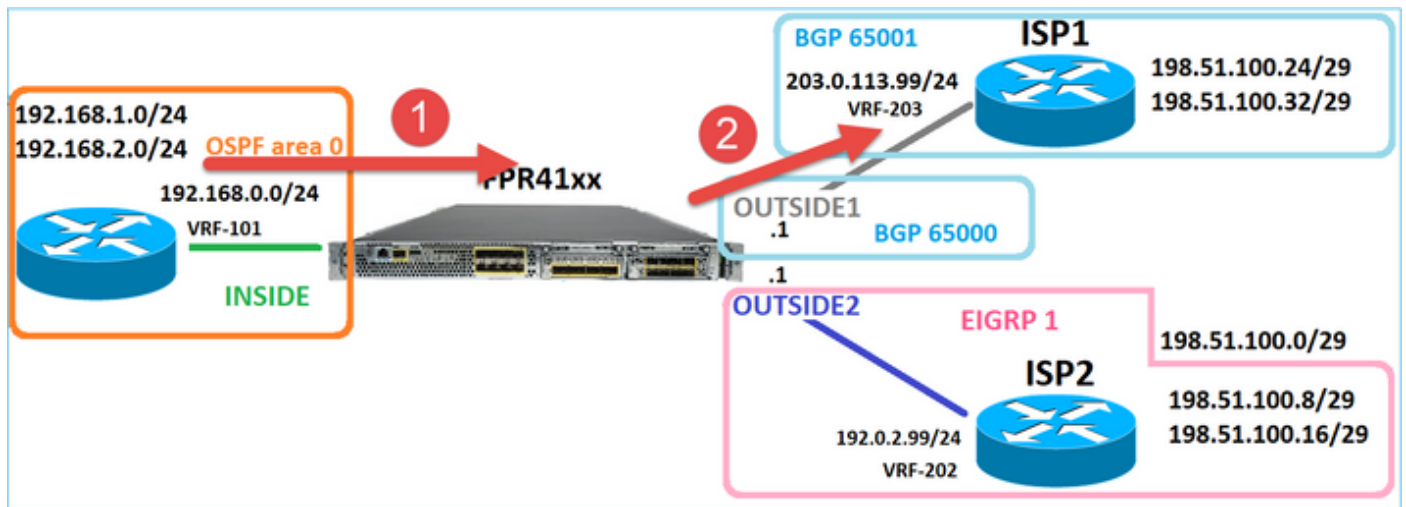 192.168.1.0/24
192.168.2.0/24
OSPF area 0
192.168.0.0/24
VRF-101
INSIDE
1
FPR41xx
2
BGP 65001
ISP1
203.0.113.99/24
VRF-203
198.51.100.24/29
198.51.100.32/29
OUTSIDE1
.1
BGP 65000
.1
OUTSIDE2
EIGRP 1
198.51.100.0/29
ISP2
198.51.100.8/29
198.51.100.16/29
192.0.2.99/24
VRF-202